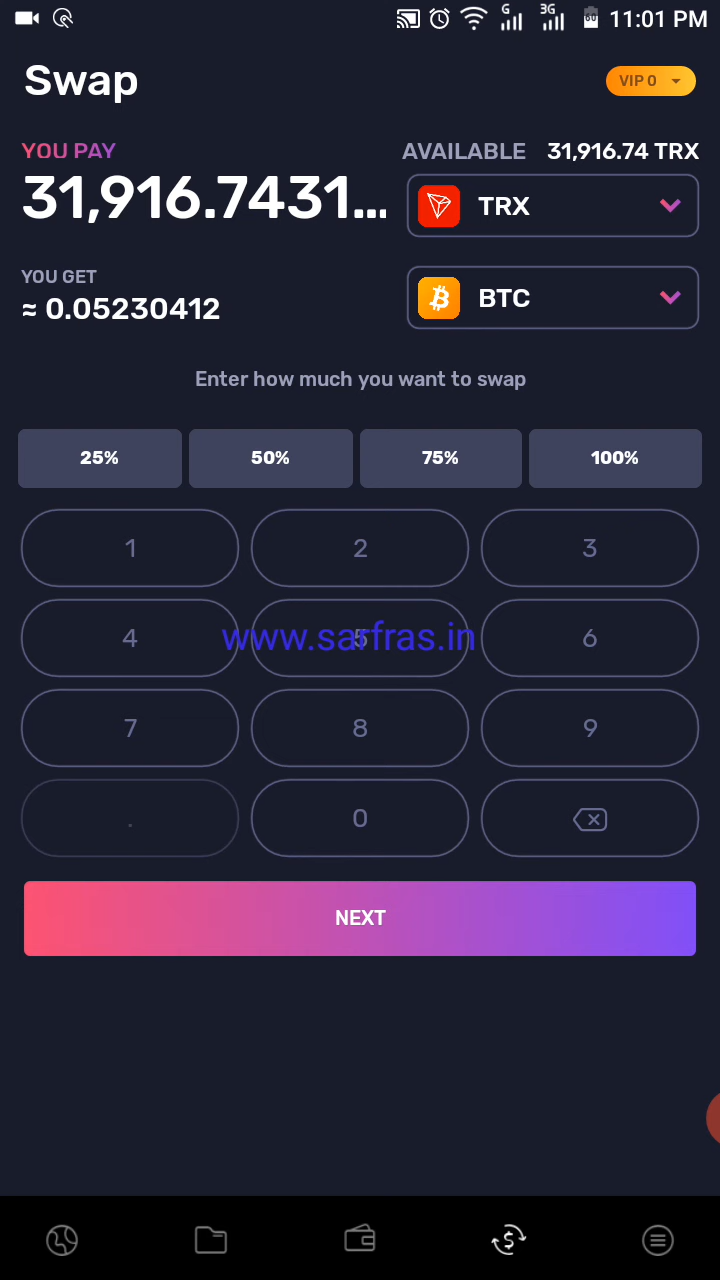 G 3G 60 11:01 PM
Swap
VIP 0
YOU PAY
AVAILABLE 31,916.74 TRX
31,916.7431...
TRX
YOU GET
≈ 0.05230412
BTC
Enter how much you want to swap
25% 50% 75% 100%
1 2 3
4 5 6
www.sarfras.in
7 8 9
. 0
NEXT